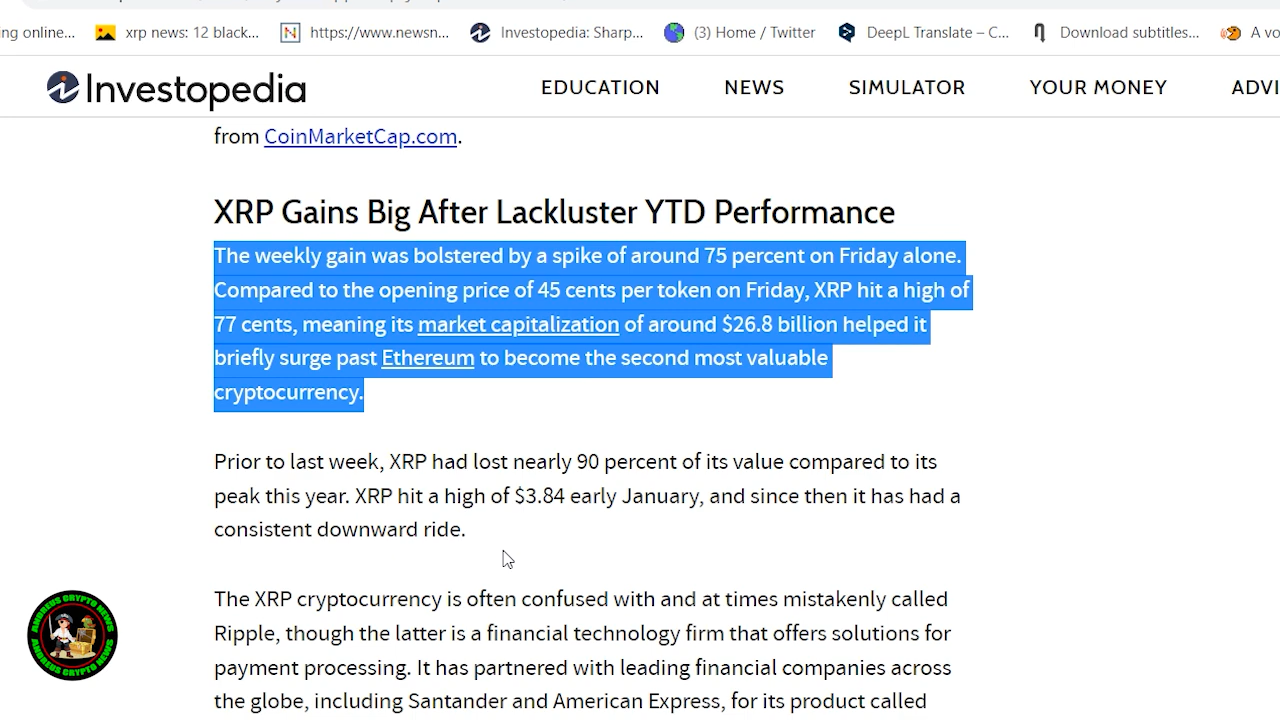 ing online...
xrp news: 12 black...
https://www.newsn...
Investopedia: Sharp...
(3) Home / Twitter
DeepL Translate – C...
Download subtitles...
A vo
Investopedia
EDUCATION
NEWS
SIMULATOR
YOUR MONEY
ADVI
from CoinMarketCap.com.
XRP Gains Big After Lackluster YTD Performance
The weekly gain was bolstered by a spike of around 75 percent on Friday alone.
Compared to the opening price of 45 cents per token on Friday, XRP hit a high of
77 cents, meaning its market capitalization of around $26.8 billion helped it
briefly surge past Ethereum to become the second most valuable
cryptocurrency.
Prior to last week, XRP had lost nearly 90 percent of its value compared to its
peak this year. XRP hit a high of $3.84 early January, and since then it has had a
consistent downward ride.
The XRP cryptocurrency is often confused with and at times mistakenly called
Ripple, though the latter is a financial technology firm that offers solutions for
payment processing. It has partnered with leading financial companies across
the globe, including Santander and American Express, for its product called
ANDREUS CRYPTO NEWS
ANDREUS CRYPTO NEWS